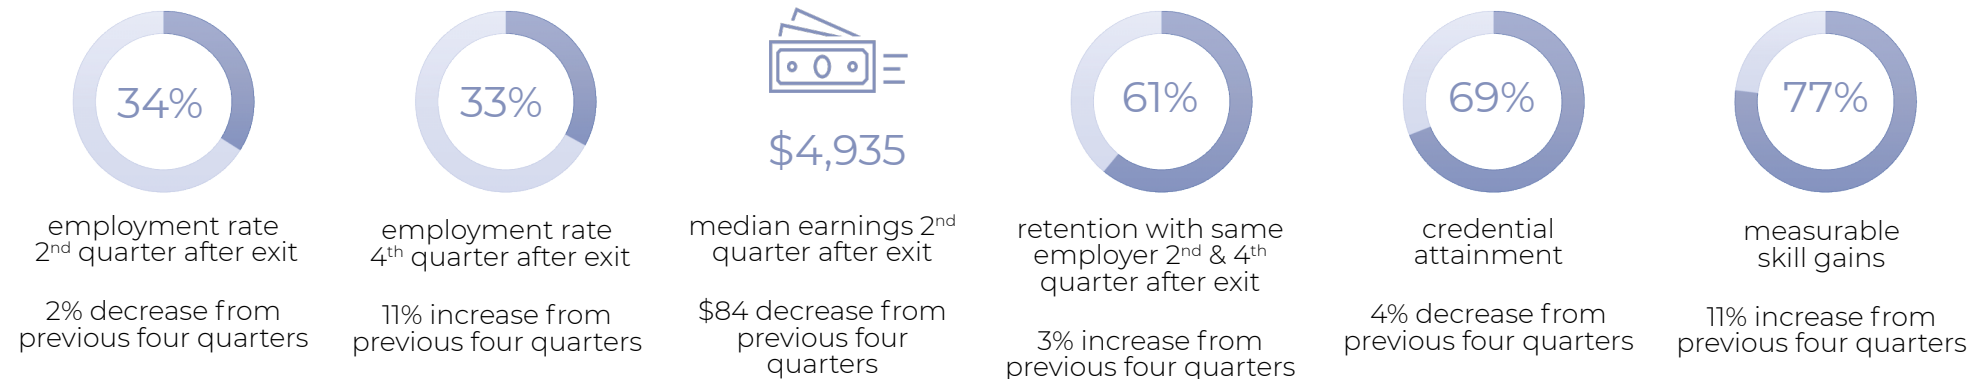 34%
employment rate
2nd quarter after exit
2% decrease from
previous four quarters
33%
employment rate
4th quarter after exit
11% increase from
previous four quarters
$4,935
median earnings 2nd
quarter after exit
$84 decrease from
previous four
quarters
61%
retention with same
employer 2nd & 4th
quarter after exit
3% increase from
previous four quarters
69%
credential
attainment
4% decrease from
previous four quarters
77%
measurable
skill gains
11% increase from
previous four quarters